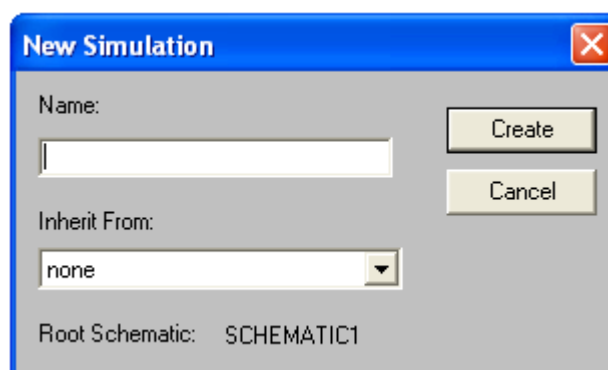 New Simulation
Name:
Create
Cancel
Inherit From:
none
Root Schematic: SCHEMATIC1